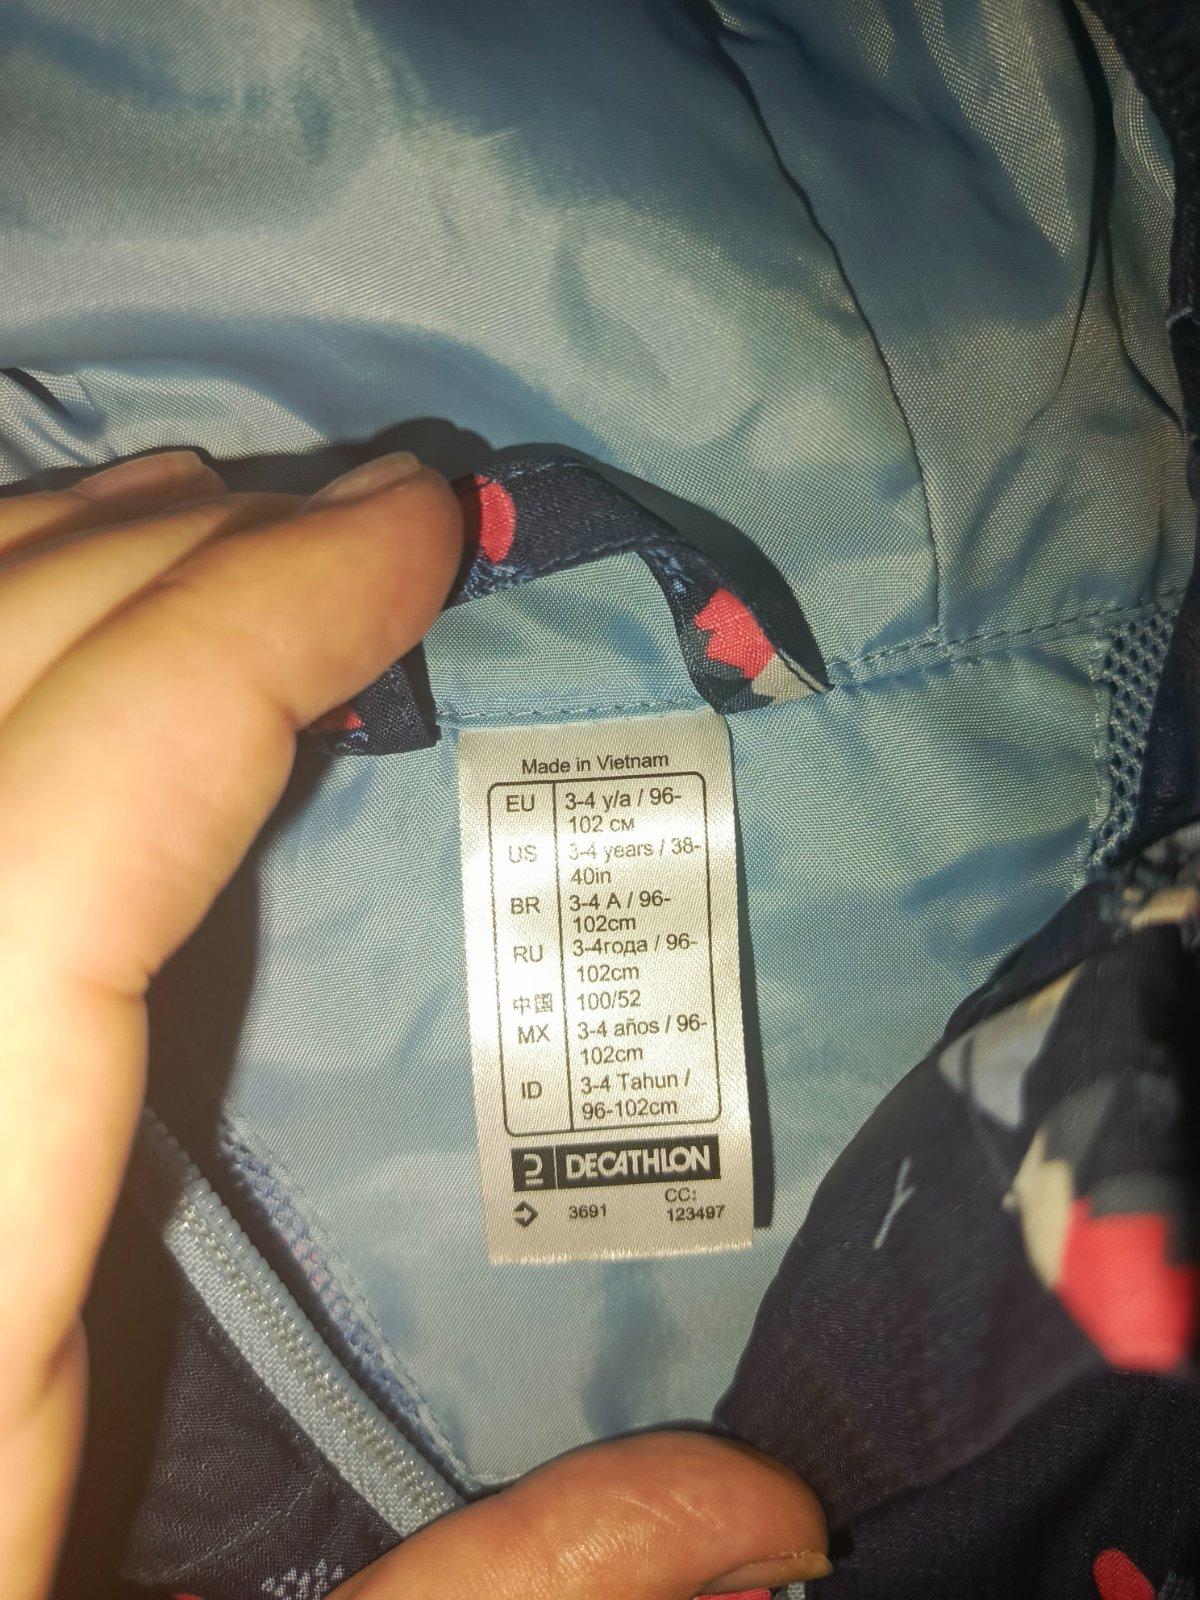 Made in Vietnam
EU 3-4 y/a / 96-
102 см
US 3-4 years / 38-
40in
BR 3-4 A / 96-
102cm
RU 3-4года / 96-
102cm
中国 100/52
MX 3-4 años / 96-
102cm
ID 3-4 Tahun /
96-102cm
DECATHLON
3691 CC:
123497